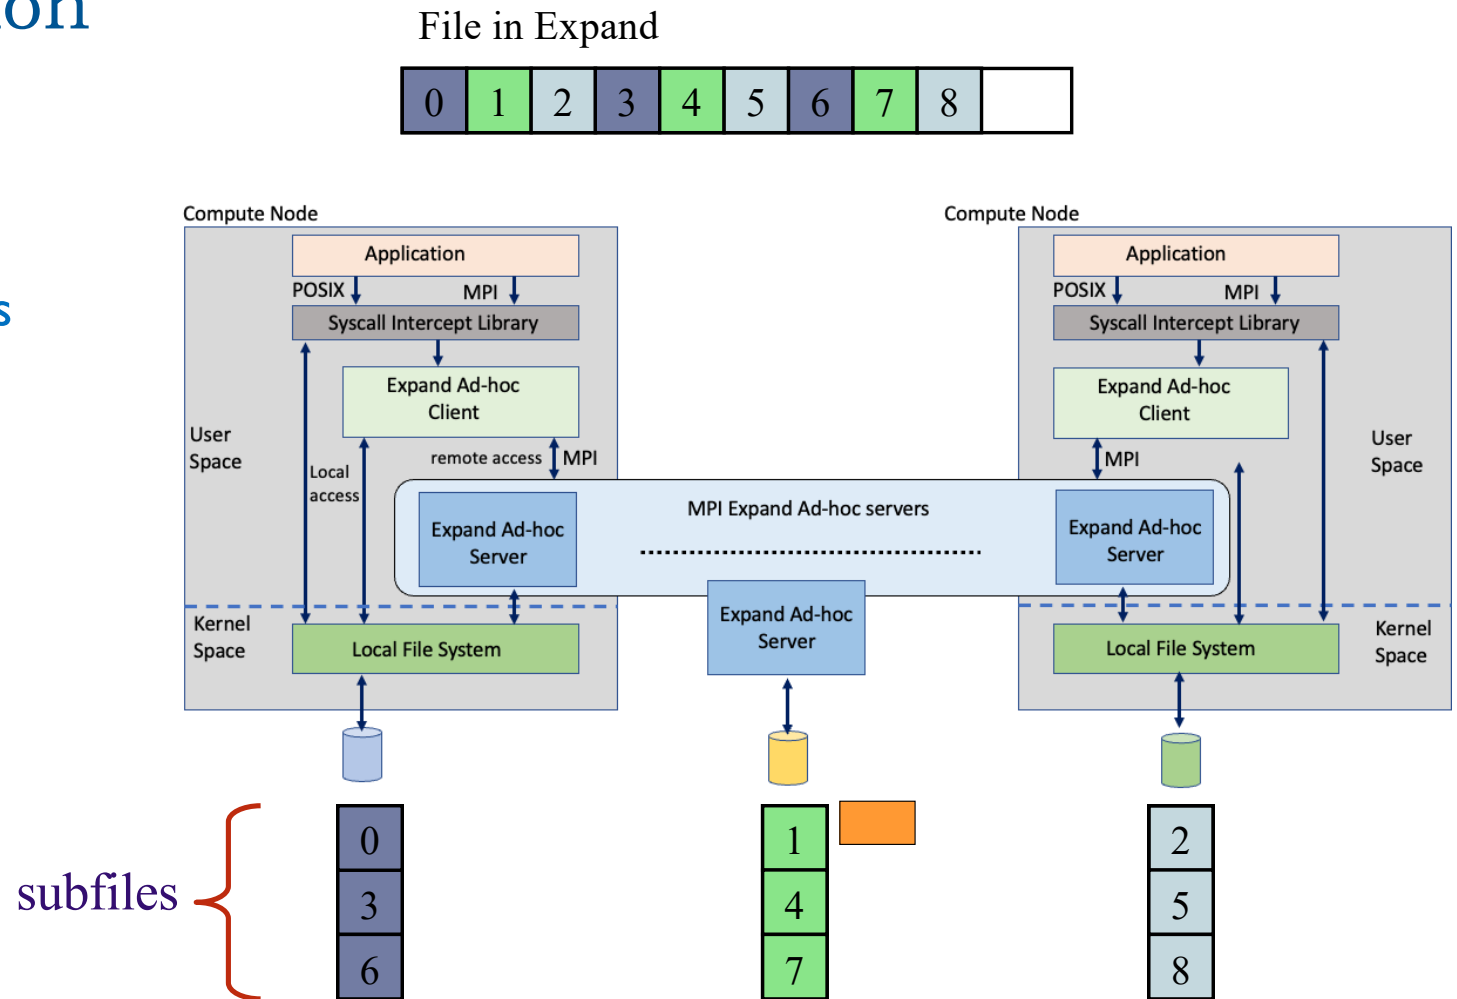 on
File in Expand
0 1 2 3 4 5 6 7 8
s
Compute Node
Application
POSIX
MPI
Syscall Intercept Library
Expand Ad-hoc
Client
User
Space
Local
access
remote access
MPI
Expand Ad-hoc
Server
Kernel
Space
Local File System
MPI Expand Ad-hoc servers
Expand Ad-hoc
Server
Compute Node
Application
POSIX
MPI
Syscall Intercept Library
Expand Ad-hoc
Client
MPI
User
Space
Expand Ad-hoc
Server
Local File System
Kernel
Space
subfiles
0
3
6
1
4
7
2
5
8